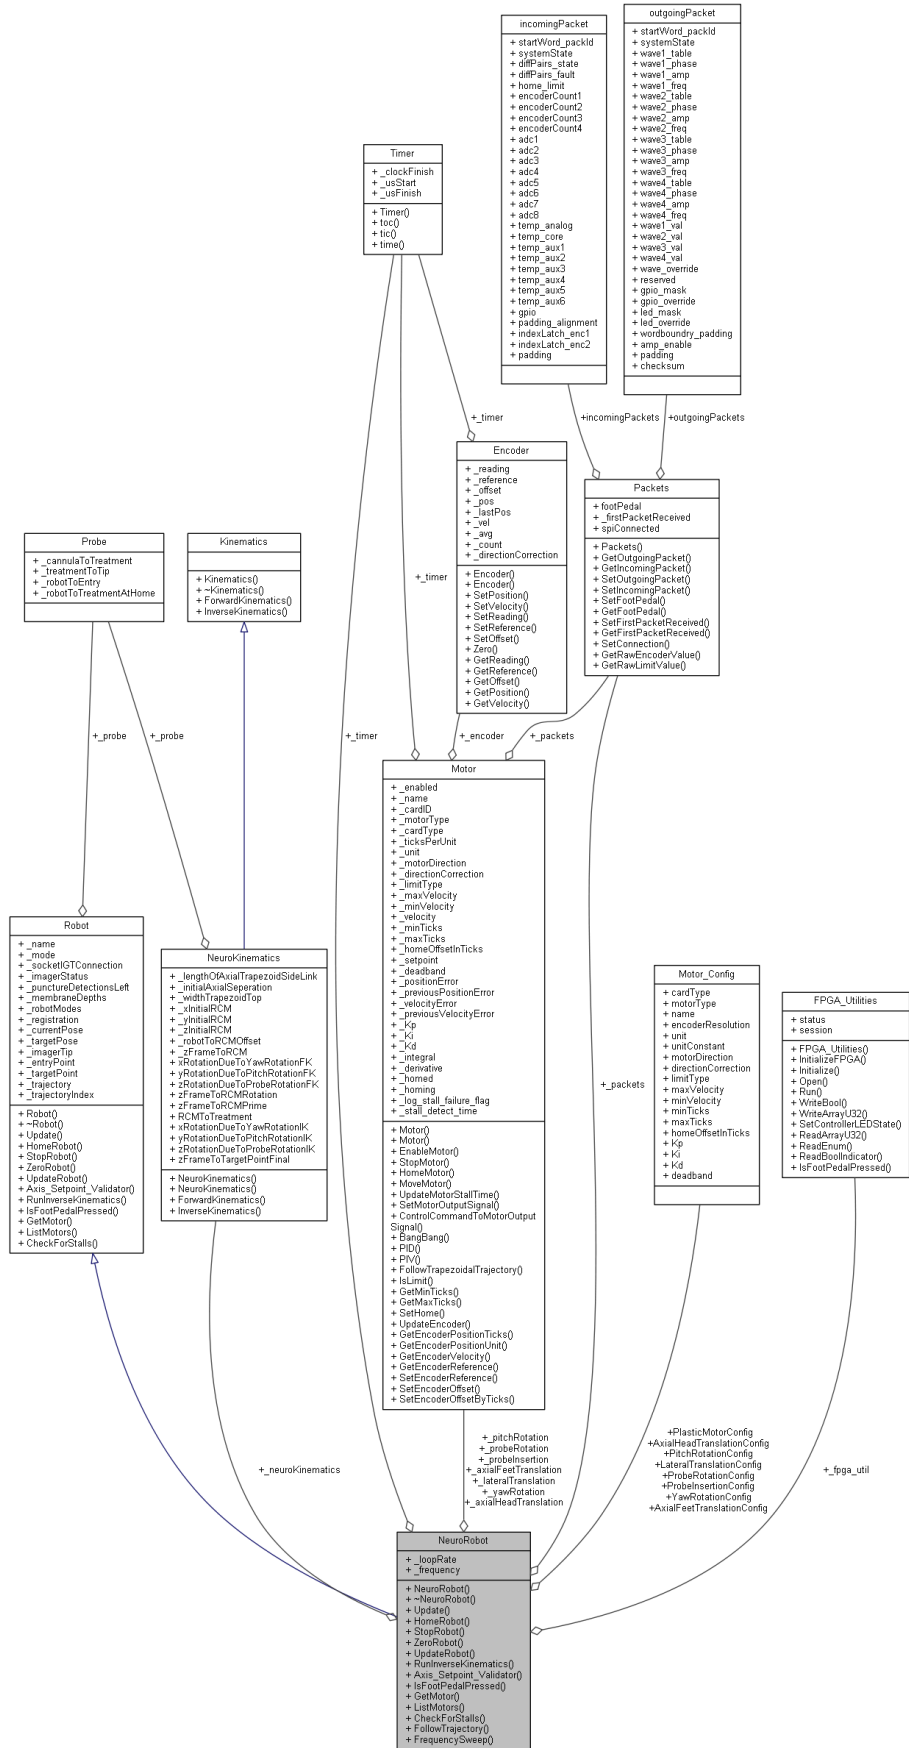 incomingPacket
+ startWord_packId
+ systemState
+ diffPairs_state
+ diffPairs_fault
+ home_limit
+ encoderCount1
+ encoderCount2
+ encoderCount3
+ encoderCount4
+ adc1
+ adc2
+ adc3
+ adc4
+ adc5
+ adc6
+ adc7
+ adc8
+ temp_analog
+ temp_core
+ temp_aux1
+ temp_aux2
+ temp_aux3
+ temp_aux4
+ temp_aux5
+ temp_aux6
+ gpio
+ padding_alignment
+ indexLatch_enc1
+ indexLatch_enc2
+ padding
outgoingPacket
+ startWord_packId
+ systemState
+ wave1_table
+ wave1_phase
+ wave1_amp
+ wave1_freq
+ wave2_table
+ wave2_phase
+ wave2_amp
+ wave2_freq
+ wave3_table
+ wave3_phase
+ wave3_amp
+ wave3_freq
+ wave4_table
+ wave4_phase
+ wave4_amp
+ wave4_freq
+ wave1_val
+ wave2_val
+ wave3_val
+ wave4_val
+ wave_override
+ reserved
+ gpio_mask
+ gpio_override
+ led_mask
+ led_override
+ wordboundry_padding
+ amp_enable
+ padding
+ checksum
Timer
+ _clockFinish
+ _usStart
+ _usFinish
+ Timer()
+ toc()
+ tic()
+ time()
+_timer
+incomingPackets
+outgoingPackets
Encoder
+ _reading
+ _reference
+ _offset
+ _pos
+ _lastPos
+ _vel
+ _avg
+ _count
+ _directionCorrection
+ Encoder()
+ Encoder()
+ SetPosition()
+ SetVelocity()
+ SetReading()
+ SetReference()
+ SetOffset()
+ Zero()
+ GetReading()
+ GetReference()
+ GetOffset()
+ GetPosition()
+ GetVelocity()
Packets
+ footPedal
+ _firstPacketReceived
+ spiConnected
+ Packets()
+ GetOutgoingPacket()
+ GetIncomingPacket()
+ SetOutgoingPacket()
+ SetIncomingPacket()
+ SetFootPedal()
+ GetFootPedal()
+ SetFirstPacketReceived()
+ GetFirstPacketReceived()
+ SetConnection()
+ GetRawEncoderValue()
+ GetRawLimitValue()
Probe
+ _cannulaToTreatment
+ _treatmentToTip
+ _robotToEntry
+ _robotToTreatmentAtHome
Kinematics
+ Kinematics()
+ ~Kinematics()
+ ForwardKinematics()
+ InverseKinematics()
+_timer
+_probe
+_probe
+_timer
+_encoder
+_packets
Motor
+ _enabled
+ _name
+ _cardID
+ _motorType
+ _cardType
+ _ticksPerUnit
+ _unit
+ _motorDirection
+ _directionCorrection
+ _limitType
+ _maxVelocity
+ _minVelocity
+ _velocity
+ _minTicks
+ _maxTicks
+ _homeOffsetInTicks
+ _setpoint
+ _deadband
+ _positionError
+ _previousPositionError
+ _velocityError
+ _previousVelocityError
+ _Kp
+ _Ki
+ _Kd
+ _integral
+ _derivative
+ _homed
+ _homing
+ _log_stall_failure_flag
+ _stall_detect_time
+ Motor()
+ Motor()
+ EnableMotor()
+ StopMotor()
+ HomeMotor()
+ MoveMotor()
+ UpdateMotorStallTime()
+ SetMotorOutputSignal()
+ ControlCommandToMotorOutput
Signal()
+ BangBang()
+ PID()
+ PIV()
+ FollowTrapezoidalTrajectory()
+ IsLimit()
+ GetMinTicks()
+ GetMaxTicks()
+ SetHome()
+ UpdateEncoder()
+ GetEncoderPositionTicks()
+ GetEncoderPositionUnit()
+ GetEncoderVelocity()
+ GetEncoderReference()
+ SetEncoderReference()
+ SetEncoderOffset()
+ SetEncoderOffsetByTicks()
Robot
+ _name
+ _mode
+ _socketIGTConnection
+ _imagerStatus
+ _punctureDetectionsLeft
+ _membraneDepths
+ _robotModes
+ _registration
+ _currentPose
+ _targetPose
+ _imagerTip
+ _entryPoint
+ _targetPoint
+ _trajectory
+ _trajectoryIndex
+ Robot()
+ ~Robot()
+ Update()
+ HomeRobot()
+ StopRobot()
+ ZeroRobot()
+ UpdateRobot()
+ Axis_Setpoint_Validator()
+ RunInverseKinematics()
+ IsFootPedalPressed()
+ GetMotor()
+ ListMotors()
+ CheckForStalls()
NeuroKinematics
+ _lengthOfAxialTrapezoidSideLink
+ _initialAxialSeperation
+ _widthTrapezoidTop
+ _xInitialRCM
+ _yInitialRCM
+ _zInitialRCM
+ _robotToRCMOffset
+ _zFrameToRCM
+ xRotationDueToYawRotationFK
+ yRotationDueToPitchRotationFK
+ zRotationDueToProbeRotationFK
+ zFrameToRCMRotation
+ zFrameToRCMPrime
+ RCMToTreatment
+ xRotationDueToYawRotationIK
+ yRotationDueToPitchRotationIK
+ zRotationDueToProbeRotationIK
+ zFrameToTargetPointFinal
+ NeuroKinematics()
+ NeuroKinematics()
+ ForwardKinematics()
+ InverseKinematics()
+_packets
Motor_Config
+ cardType
+ motorType
+ name
+ encoderResolution
+ unit
+ unitConstant
+ motorDirection
+ directionCorrection
+ limitType
+ maxVelocity
+ minVelocity
+ minTicks
+ maxTicks
+ homeOffsetInTicks
+ Kp
+ Ki
+ Kd
+ deadband
FPGA_Utilities
+ status
+ session
+ FPGA_Utilities()
+ InitializeFPGA()
+ Initialize()
+ Open()
+ Run()
+ WriteBool()
+ WriteArrayU32()
+ SetControllerLEDState()
+ ReadArrayU32()
+ ReadEnum()
+ ReadBoolIndicator()
+ IsFootPedalPressed()
+_neuroKinematics
+_pitchRotation
+_probeRotation
+_probeInsertion
+_axialFeetTranslation
+_lateralTranslation
+_yawRotation
+_axialHeadTranslation
+PlasticMotorConfig
+AxialHeadTranslationConfig
+PitchRotationConfig
+LateralTranslationConfig
+ProbeRotationConfig
+ProbeInsertionConfig
+YawRotationConfig
+AxialFeetTranslationConfig
+_fpga_util
NeuroRobot
+ _loopRate
+ _frequency
+ NeuroRobot()
+ ~NeuroRobot()
+ Update()
+ HomeRobot()
+ StopRobot()
+ ZeroRobot()
+ UpdateRobot()
+ RunInverseKinematics()
+ Axis_Setpoint_Validator()
+ IsFootPedalPressed()
+ GetMotor()
+ ListMotors()
+ CheckForStalls()
+ FollowTrajectory()
+ FrequencySweep()